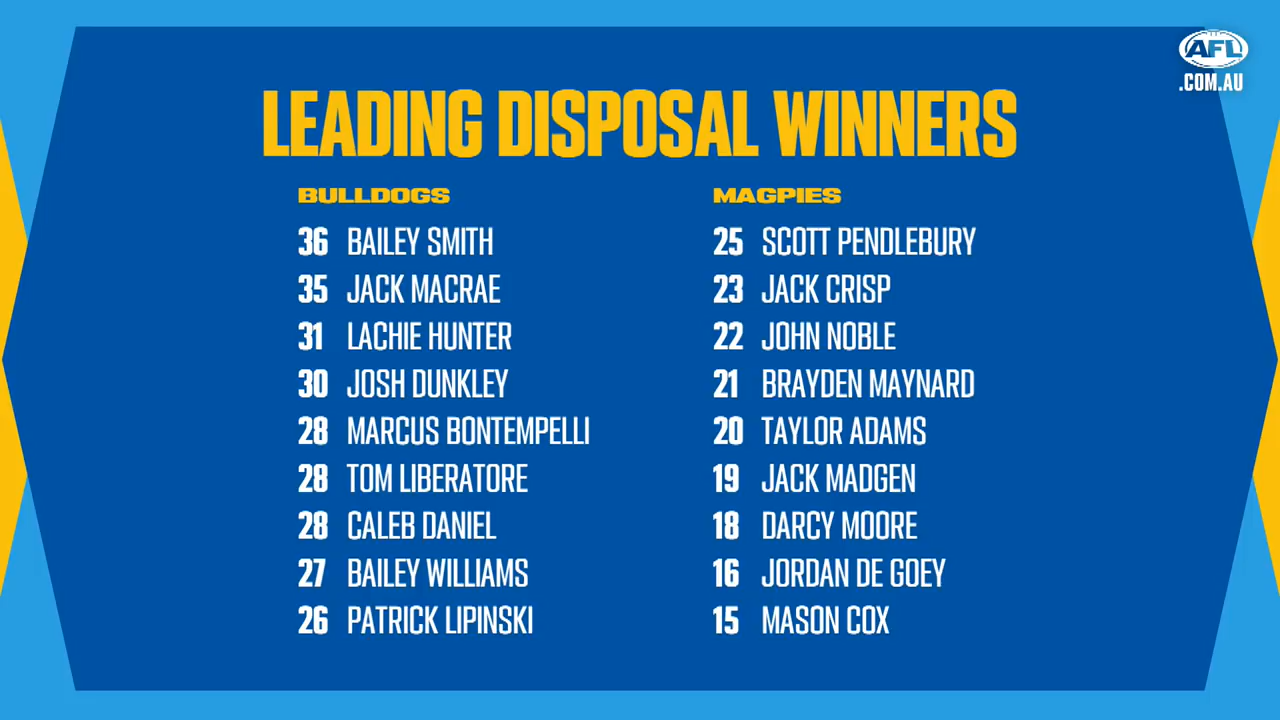 AFL
.COM.AU
LEADING DISPOSAL WINNERS
BULLDOGS
36 BAILEY SMITH
35 JACK MACRAE
31 LACHIE HUNTER
30 JOSH DUNKLEY
28 MARCUS BONTEMPELLI
28 TOM LIBERATORE
28 CALEB DANIEL
27 BAILEY WILLIAMS
26 PATRICK LIPINSKI
MAGPIES
25 SCOTT PENDLEBURY
23 JACK CRISP
22 JOHN NOBLE
21 BRAYDEN MAYNARD
20 TAYLOR ADAMS
19 JACK MADGEN
18 DARCY MOORE
16 JORDAN DE GOEY
15 MASON COX